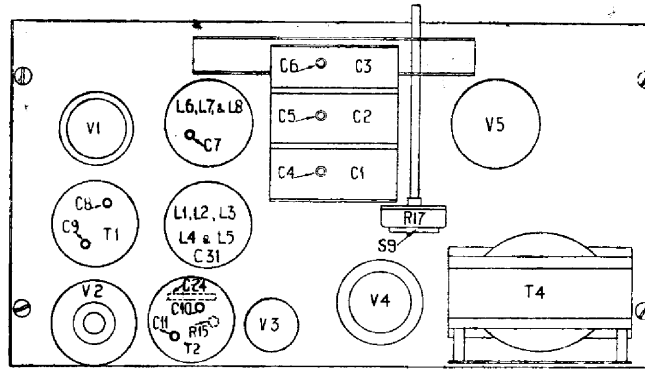 C6 C3
V1
L6, L7, & L8
C5 C2
V5
C7
C4 C1
C8
L1, L2, L3
R17
C9 T1
L4 & L5
S9
C31
V2
C24
V4
T4
C10
V3
C11 R15
T2